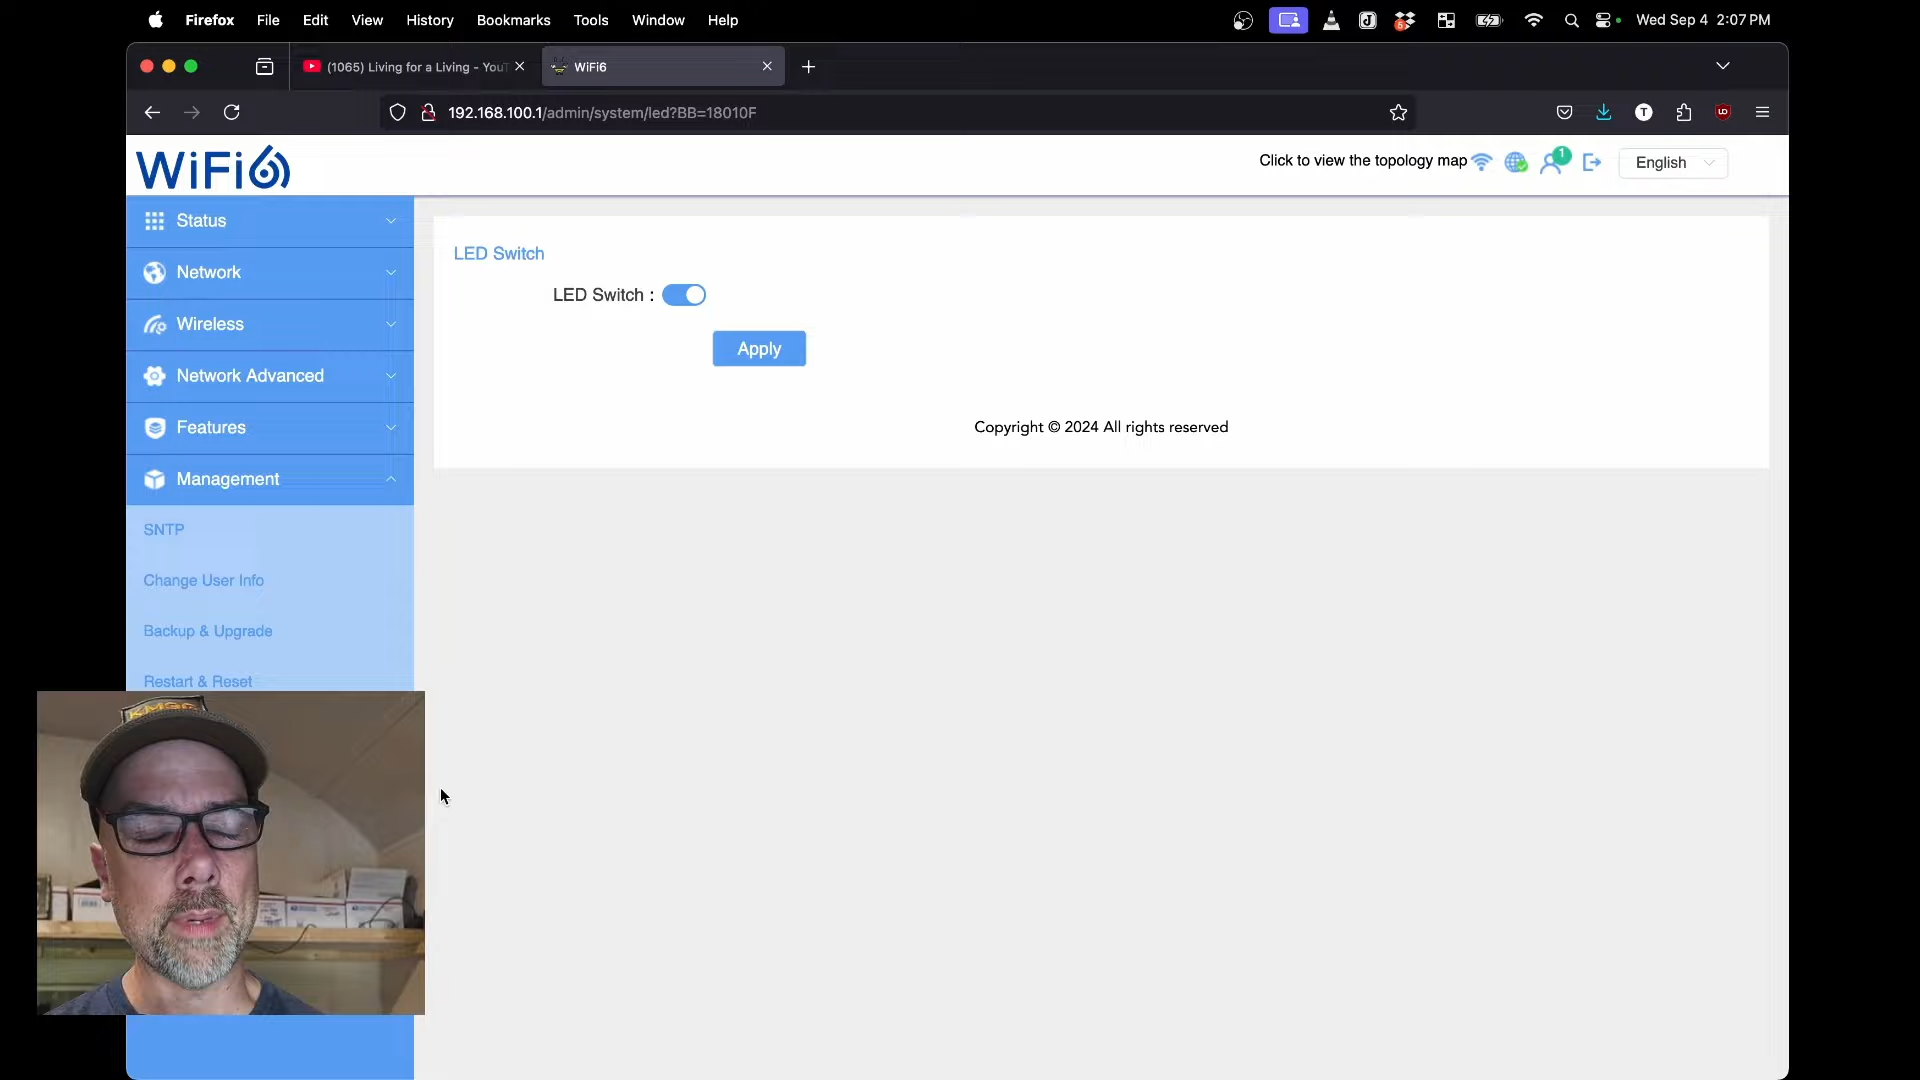 Firefox File Edit View History Bookmarks Tools Window Help
Wed Sep 4 2:07 PM
(1065) Living for a Living - YouT
WiFi6
192.168.100.1/admin/system/led?BB=18010F
T
WiFi6
Click to view the topology map
1
English
Status
Network
Wireless
Network Advanced
Features
Management
SNTP
Change User Info
Backup & Upgrade
Restart & Reset
LED Switch
LED Switch :
Apply
Copyright © 2024 All rights reserved